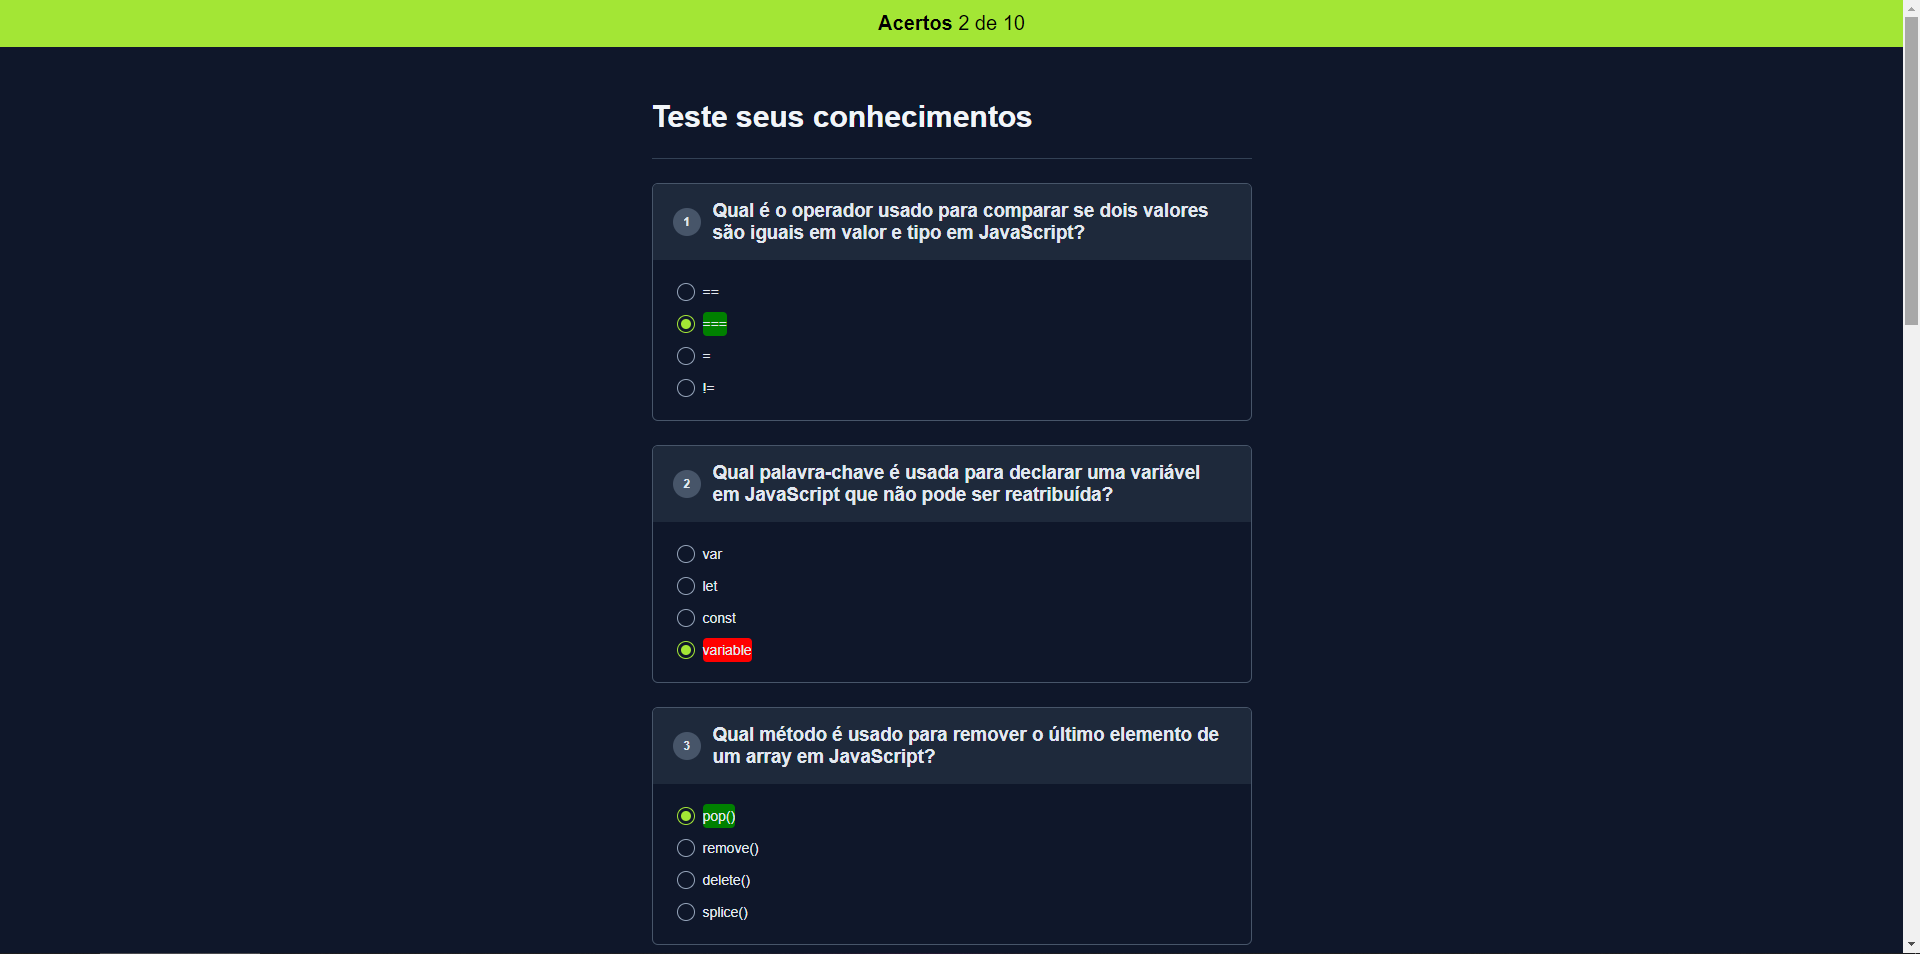 Acertos 2 de 10
Teste seus conhecimentos
1
Qual é o operador usado para comparar se dois valores
são iguais em valor e tipo em JavaScript?
==
===
=
!=
2
Qual palavra-chave é usada para declarar uma variável
em JavaScript que não pode ser reatribuída?
var
let
const
variable
3
Qual método é usado para remover o último elemento de
um array em JavaScript?
pop()
remove()
delete()
splice()